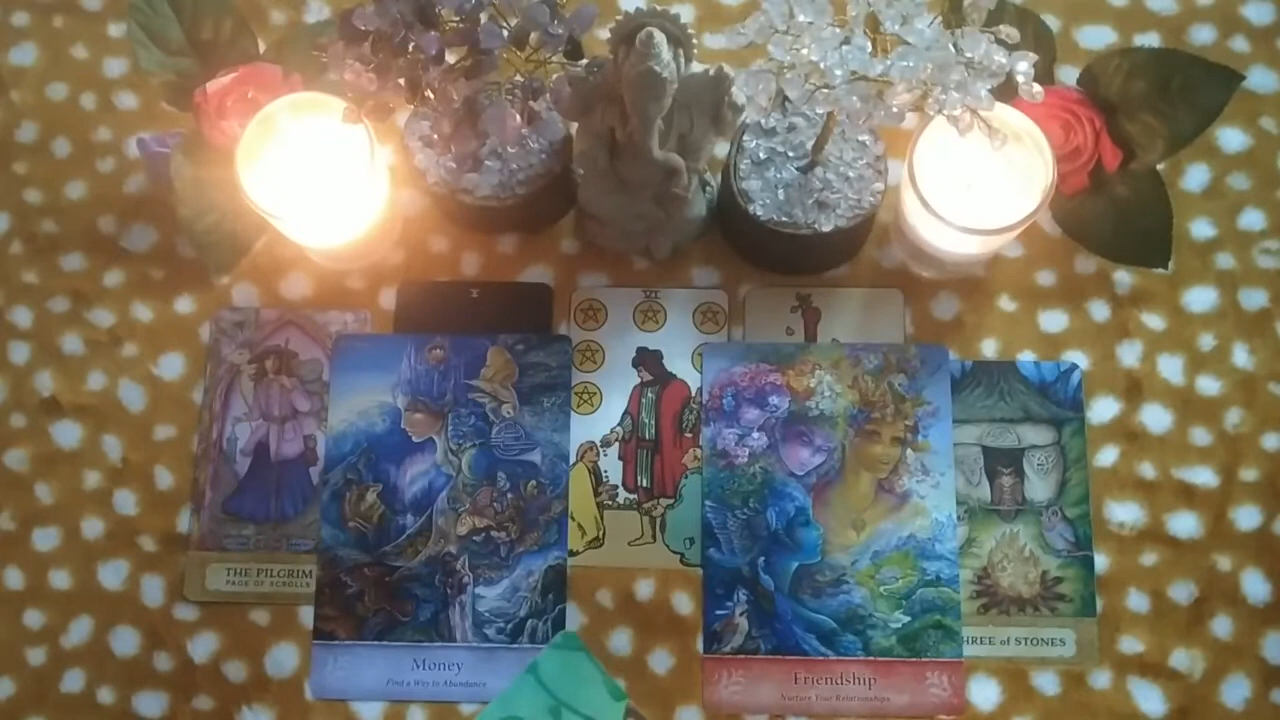 VI
THE PILGRIM
PAGE OF SCROLLS
Money
Find a Way to Abundance
Friendship
Nurture Your Relationships
HREE of STONES